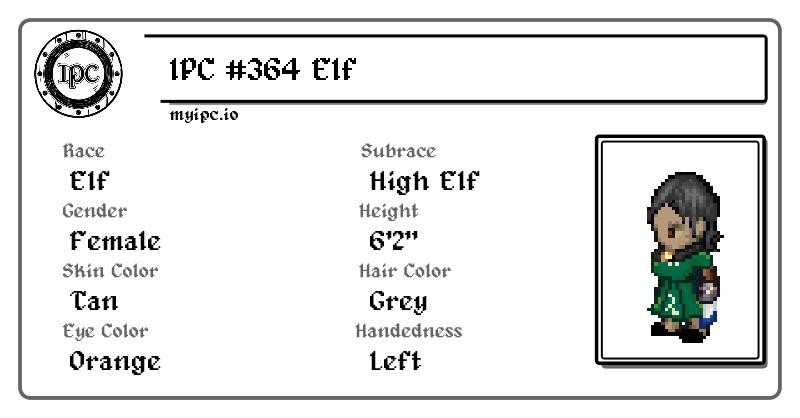 IPC
IPC #364 Elf
myipc.io
Race
Elf
Subrace
High Elf
Gender
Female
Height
6'2"
Skin Color
Tan
Hair Color
Grey
Eye Color
Orange
Handedness
Left